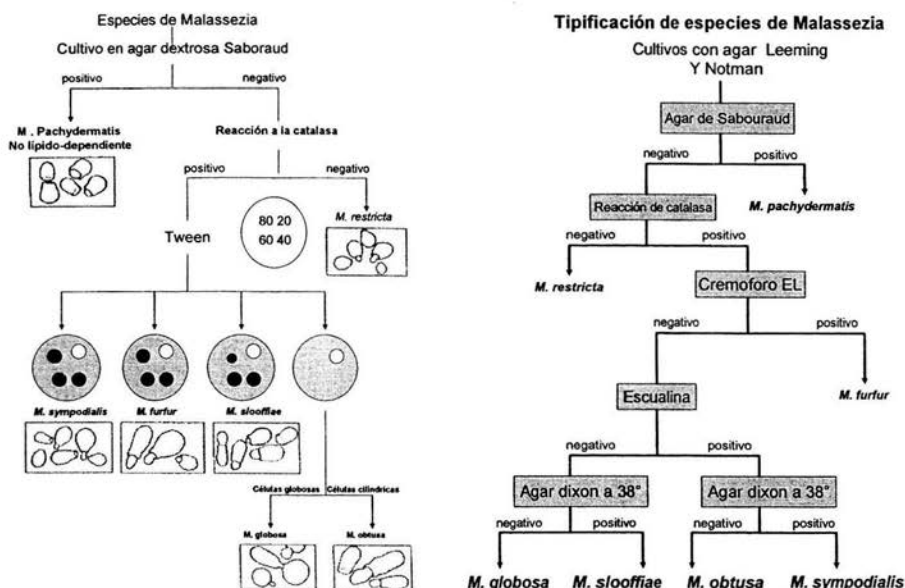 Especies de Malassezia
Cultivo en agar dextrosa Saboraud
positivo
negativo
M . Pachydermatis
No lípido-dependiente
Reacción a la catalasa
positivo
negativo
Tween
80 20
60 40
M. restricta
M. sympodialis
M. furfur
M. slooffiae
Células globosas
Células cilíndricas
M. globosa
M. obtusa
Tipificación de especies de Malassezia
Cultivos con agar Leeming
Y Notman
Agar de Sabouraud
negativo
positivo
Reacción de catalasa
M. pachydermatis
negativo
positivo
M. restricta
Cremoforo EL
negativo
positivo
Escualina
M. furfur
negativo
positivo
Agar dixon a 38°
Agar dixon a 38°
negativo
positivo
negativo
positivo
M. globosa
M. slooffiae
M. obtusa
M. sympodialis